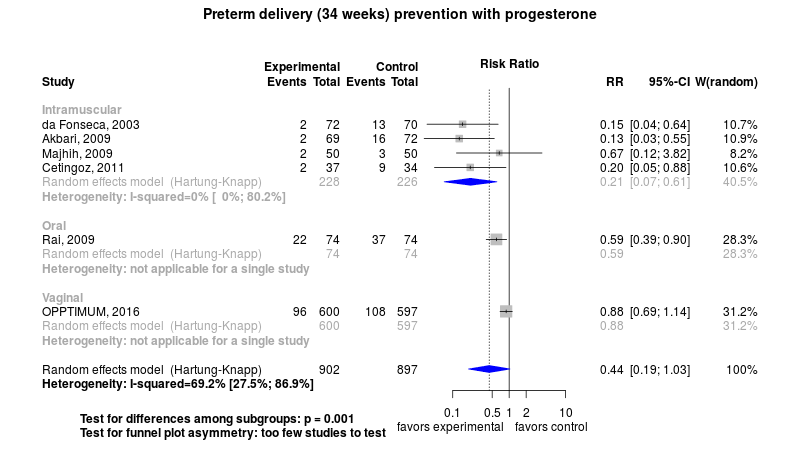 Preterm delivery (34 weeks) prevention with progesterone
Experimental Control Risk Ratio
Study Events Total Events Total RR 95%-CI W(random)
Intramuscular
da Fonseca, 2003 2 72 13 70 0.15 [0.04; 0.64] 10.7%
Akbari, 2009 2 69 16 72 0.13 [0.03; 0.55] 10.9%
Majhih, 2009 2 50 3 50 0.67 [0.12; 3.82] 8.2%
Cetingoz, 2011 2 37 9 34 0.20 [0.05; 0.88] 10.6%
Random effects model (Hartung-Knapp) 228 226 0.21 [0.07; 0.61] 40.5%
Heterogeneity: I-squared=0% [ 0%; 80.2%]
Oral
Rai, 2009 22 74 37 74 0.59 [0.39; 0.90] 28.3%
Random effects model (Hartung-Knapp) 74 74 0.59 28.3%
Heterogeneity: not applicable for a single study
Vaginal
OPPTIMUM, 2016 96 600 108 597 0.88 [0.69; 1.14] 31.2%
Random effects model (Hartung-Knapp) 600 597 0.88 31.2%
Heterogeneity: not applicable for a single study
Random effects model (Hartung-Knapp) 902 897 0.44 [0.19; 1.03] 100%
Heterogeneity: I-squared=69.2% [27.5%; 86.9%]
0.1 0.5 1 2 10
favors experimental favors control
Test for differences among subgroups: p = 0.001
Test for funnel plot asymmetry: too few studies to test